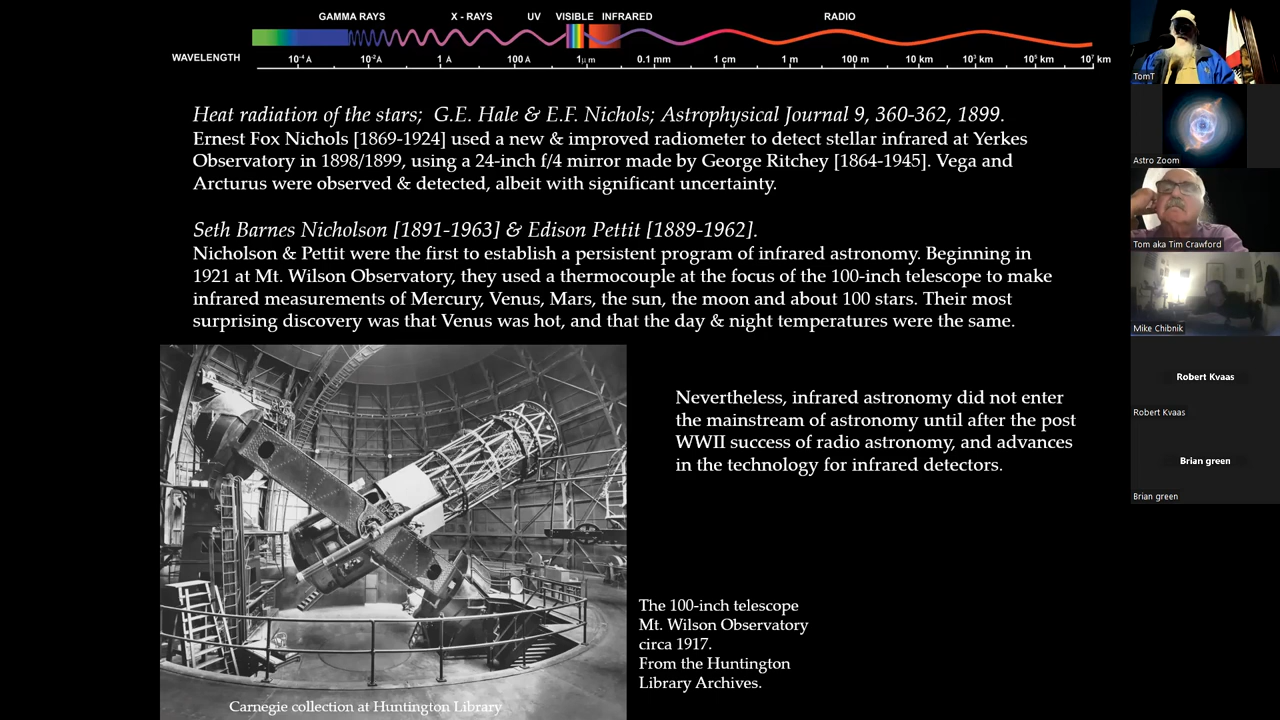 GAMMA RAYS X - RAYS UV VISIBLE INFRARED RADIO
WAVELENGTH 10⁻⁴ A 10⁻² A 1 A 100 A 1μ m 0.1 mm 1 cm 1 m 100 m 10 km 10³ km 10⁵ km 10⁷ km
Heat radiation of the stars; G.E. Hale & E.F. Nichols; Astrophysical Journal 9, 360-362, 1899.
Ernest Fox Nichols [1869-1924] used a new & improved radiometer to detect stellar infrared at Yerkes
Observatory in 1898/1899, using a 24-inch f/4 mirror made by George Ritchey [1864-1945]. Vega and
Arcturus were observed & detected, albeit with significant uncertainty.
Seth Barnes Nicholson [1891-1963] & Edison Pettit [1889-1962].
Nicholson & Pettit were the first to establish a persistent program of infrared astronomy. Beginning in
1921 at Mt. Wilson Observatory, they used a thermocouple at the focus of the 100-inch telescope to make
infrared measurements of Mercury, Venus, Mars, the sun, the moon and about 100 stars. Their most
surprising discovery was that Venus was hot, and that the day & night temperatures were the same.
Nevertheless, infrared astronomy did not enter
the mainstream of astronomy until after the post
WWII success of radio astronomy, and advances
in the technology for infrared detectors.
The 100-inch telescope
Mt. Wilson Observatory
circa 1917.
From the Huntington
Library Archives.
Carnegie collection at Huntington Library
TomT
Astro Zoom
Tom aka Tim Crawford
Mike Chibnik
Robert Kvaas
Robert Kvaas
Brian green
Brian green